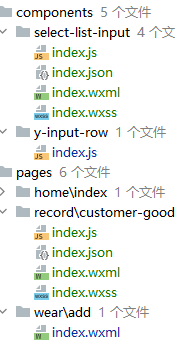 components 5 个文件
select-list-input 4 个文
index.js
index.json
index.wxml
index.wxss
y-input-row 1 个文件
index.js
pages 6 个文件
home\index 1 个文件
record\customer-good
index.js
index.json
index.wxml
index.wxss
wear\add 1 个文件
index.wxml